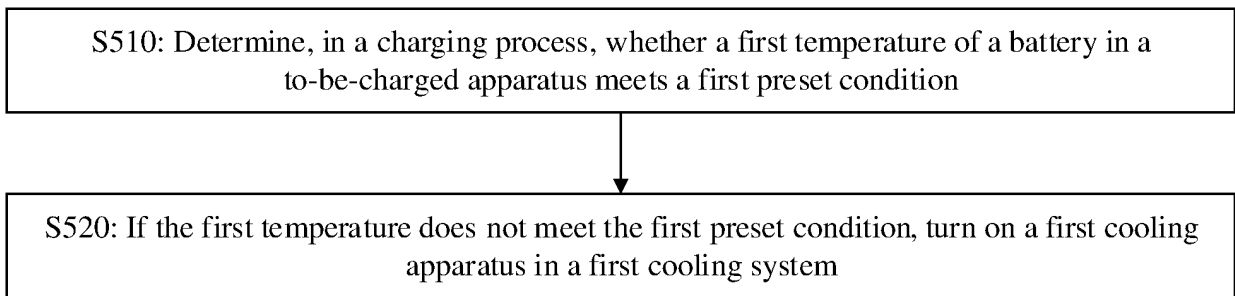 S510: Determine, in a charging process, whether a first temperature of a battery in a
to-be-charged apparatus meets a first preset condition
S520: If the first temperature does not meet the first preset condition, turn on a first cooling
apparatus in a first cooling system